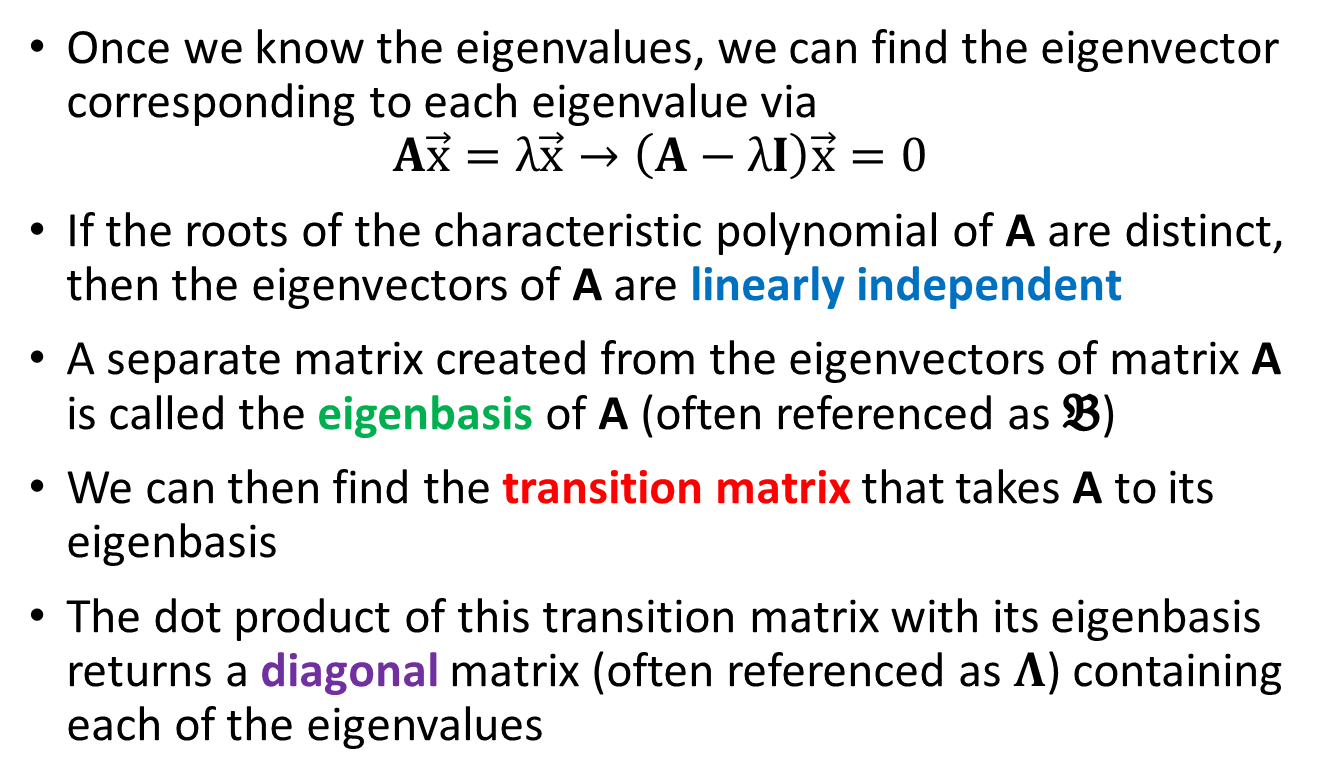 • Once we know the eigenvalues, we can find the eigenvector
corresponding to each eigenvalue via
𝐀x⃗ = λx⃗ → (𝐀 − λ𝐈)x⃗ = 0
• If the roots of the characteristic polynomial of A are distinct,
then the eigenvectors of A are linearly independent
• A separate matrix created from the eigenvectors of matrix A
is called the eigenbasis of A (often referenced as 𝕭)
• We can then find the transition matrix that takes A to its
eigenbasis
• The dot product of this transition matrix with its eigenbasis
returns a diagonal matrix (often referenced as 𝚲) containing
each of the eigenvalues